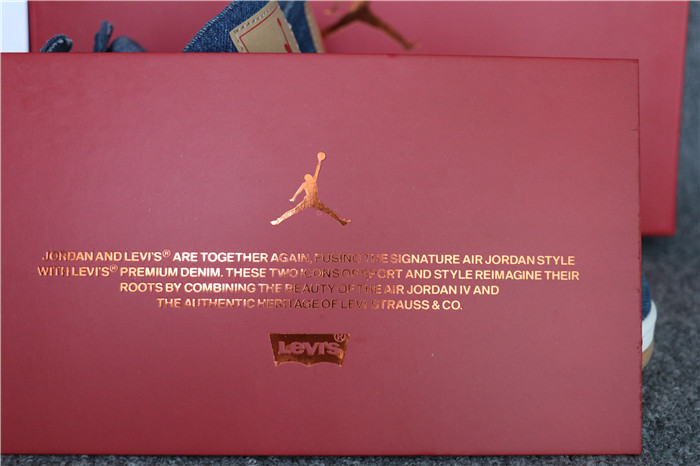 JORDAN AND LEVI'S® ARE TOGETHER AGAIN, FUSING THE SIGNATURE AIR JORDAN STYLE
WITH LEVI'S® PREMIUM DENIM. THESE TWO ICONS OF SPORT AND STYLE REIMAGINE THEIR
ROOTS BY COMBINING THE BEAUTY OF THE AIR JORDAN IV AND
THE AUTHENTIC HERITAGE OF LEVI STRAUSS & CO.
Levi's®